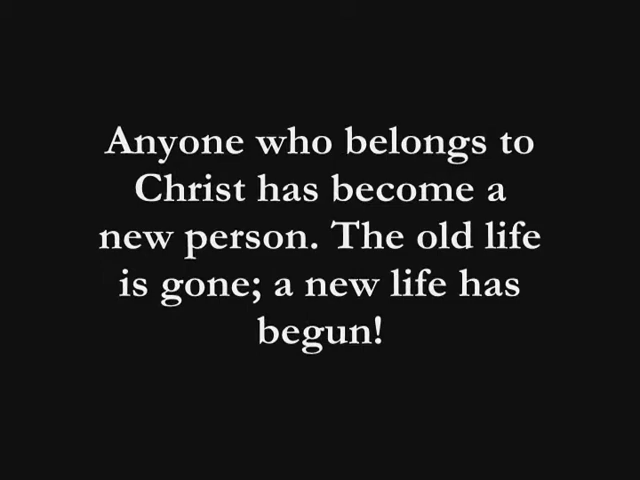 Anyone who belongs to
Christ has become a
new person. The old life
is gone; a new life has
begun!